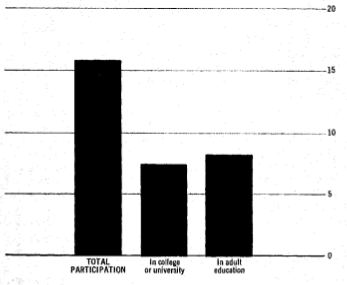 20
15
10
5
0
TOTAL
PARTICIPATION
In college
or university
In adult
education